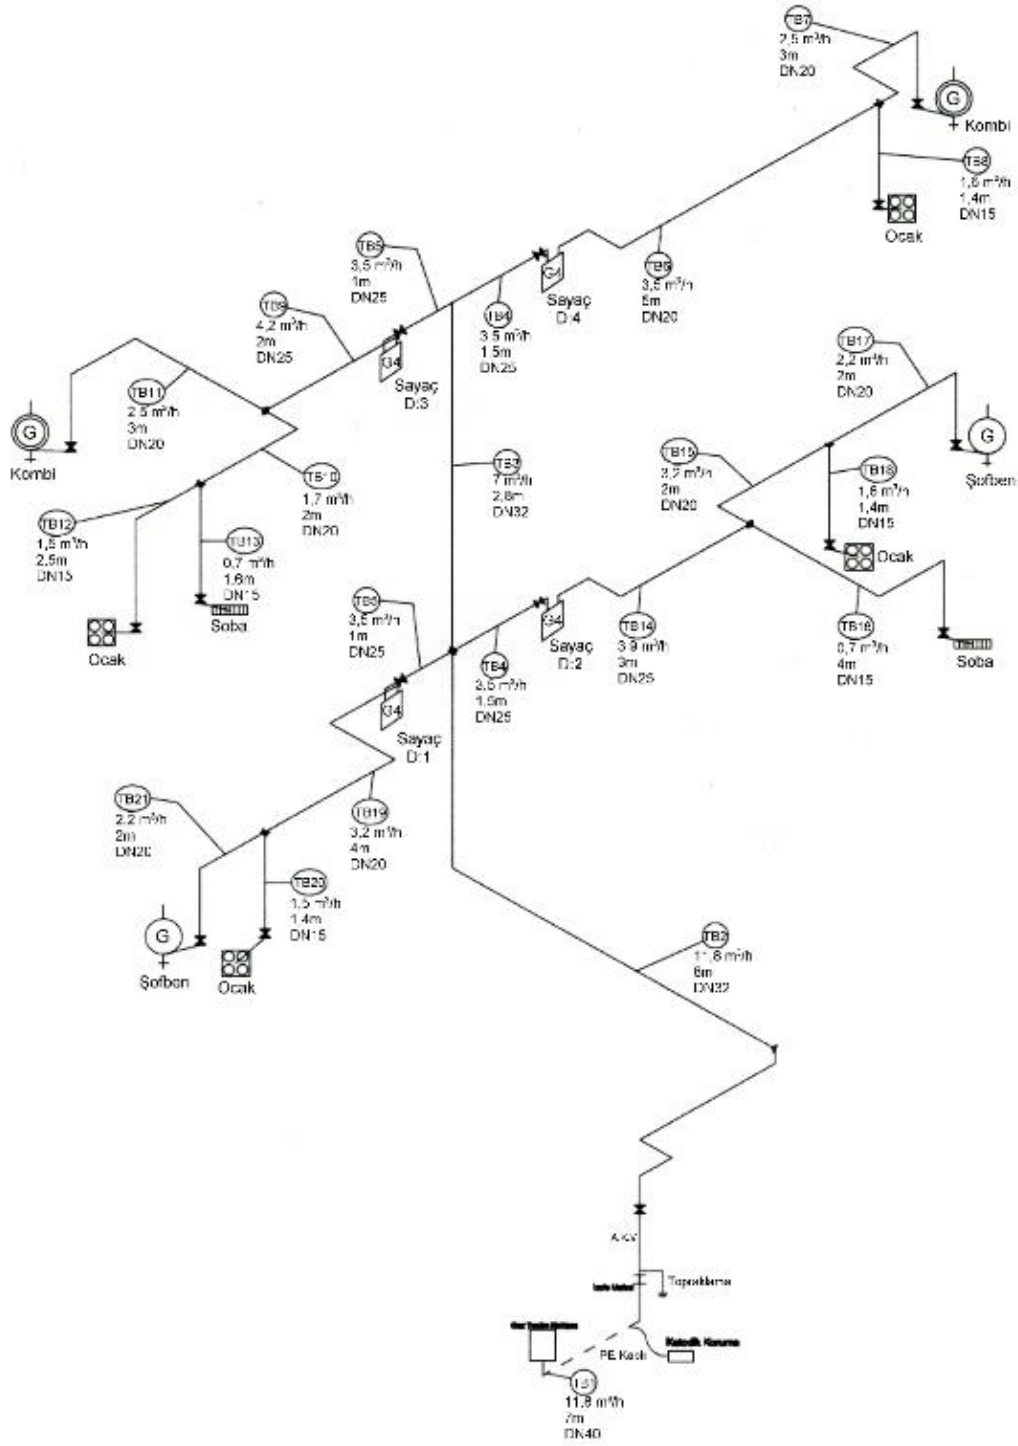 TB7
2,5 m³/h
3m
DN20
G
Kombi
TB8
1,6 m³/h
1,4m
DN15
Ocak
TB5
3,5 m³/h
1m
DN25
G4
Sayaç
D:4
TB6
3,5 m³/h
DN20
TB9
4,2 m³/h
2m
DN25
TB4
3,5 m³/h
1,5m
DN25
G4
Sayaç
D:3
TB11
2,5 m³/h
3m
DN20
G
Kombi
TB17
2,2 m³/h
2m
DN20
G
Şofben
TB10
1,7 m³/h
2m
DN20
TB3
7 m³/h
2,8m
DN32
TB15
3,2 m³/h
2m
DN20
TB18
1,6 m³/h
1,4m
DN15
Ocak
TB12
1,5 m³/h
2,5m
DN15
TB13
0,7 m³/h
1,6m
DN15
Soba
Ocak
TB5
3,5 m³/h
1m
DN25
G4
Sayaç
D:2
TB14
3,9 m³/h
3m
DN25
TB16
0,7 m³/h
4m
DN15
Soba
TB4
3,5 m³/h
1,5m
DN25
G4
Sayaç
D:1
TB21
2,2 m³/h
2m
DN20
TB19
3,2 m³/h
4m
DN20
TB20
1,5 m³/h
1,4m
DN15
G
Şofben
Ocak
TB2
11,8 m³/h
6m
DN32
Topraklama
Katodik Koruma
PE Kaplı
TB1
11,8 m³/h
7m
DN40